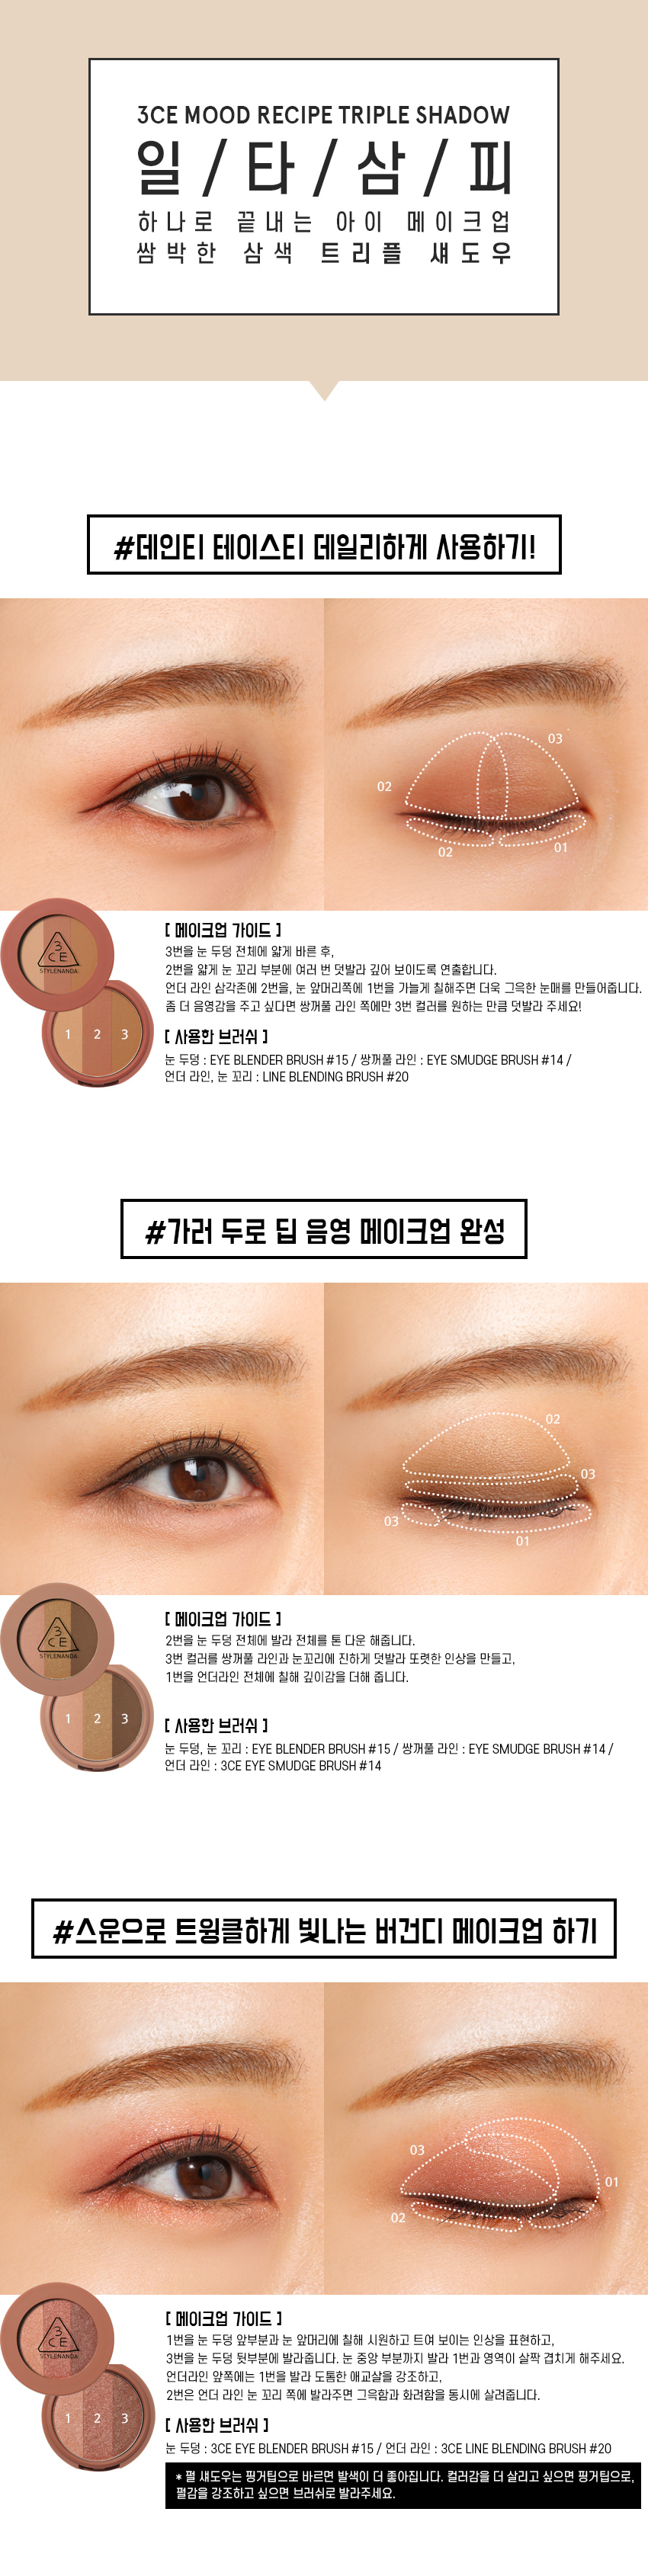 3CE MOOD RECIPE TRIPLE SHADOW
일/타/삼/피
하나로 끝내는 아이 메이크업
쌈박한 삼색 트리플 섀도우
#데인티 테이스티 데일리하게 사용하기!
03
02
02
01
3
CE
STYLENANDA
1 2 3
[ 메이크업 가이드 ]
3번을 눈 두덩 전체에 얇게 바른 후,
2번을 얇게 눈 꼬리 부분에 여러 번 덧발라 깊어 보이도록 연출합니다.
언더 라인 삼각존에 2번을, 눈 앞머리쪽에 1번을 가늘게 칠해주면 더욱 그윽한 눈매를 만들어줍니다.
좀 더 음영감을 주고 싶다면 쌍꺼풀 라인 쪽에만 3번 컬러를 원하는 만큼 덧발라 주세요!
[ 사용한 브러쉬 ]
눈 두덩 : EYE BLENDER BRUSH #15 / 쌍꺼풀 라인 : EYE SMUDGE BRUSH #14 /
언더 라인, 눈 꼬리 : LINE BLENDING BRUSH #20
#가러 두로 딥 음영 메이크업 완성
02
03
03
01
3
CE
STYLENANDA
1 2 3
[ 메이크업 가이드 ]
2번을 눈 두덩 전체에 발라 전체를 톤 다운 해줍니다.
3번 컬러를 쌍꺼풀 라인과 눈꼬리에 진하게 덧발라 또렷한 인상을 만들고,
1번을 언더라인 전체에 칠해 깊이감을 더해 줍니다.
[ 사용한 브러쉬 ]
눈 두덩, 눈 꼬리 : EYE BLENDER BRUSH #15 / 쌍꺼풀 라인 : EYE SMUDGE BRUSH #14 /
언더 라인 : 3CE EYE SMUDGE BRUSH #14
#스운으로 트윙클하게 빛나는 버건디 메이크업 하기
03
01
02
3
CE
STYLENANDA
1 2 3
[ 메이크업 가이드 ]
1번을 눈 두덩 앞부분과 눈 앞머리에 칠해 시원하고 트여 보이는 인상을 표현하고,
3번을 눈 두덩 뒷부분에 발라줍니다. 눈 중앙 부분까지 발라 1번과 영역이 살짝 겹치게 해주세요.
언더라인 앞쪽에는 1번을 발라 도톰한 애교살을 강조하고,
2번은 언더 라인 눈 꼬리 쪽에 발라주면 그윽함과 화려함을 동시에 살려줍니다.
[ 사용한 브러쉬 ]
눈 두덩 : 3CE EYE BLENDER BRUSH #15 / 언더 라인 : 3CE LINE BLENDING BRUSH #20
* 펄 섀도우는 핑거팁으로 바르면 발색이 더 좋아집니다. 컬러감을 더 살리고 싶으면 핑거팁으로,
펄감을 강조하고 싶으면 브러쉬로 발라주세요.